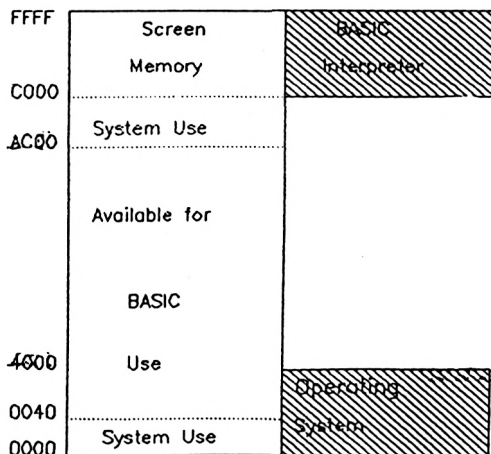 FFFF
Screen
BASIC
Memory
Interpreter
C000
System Use
AC00
Available for
BASIC
Use
4000
Operating
0040
System
System Use
0000